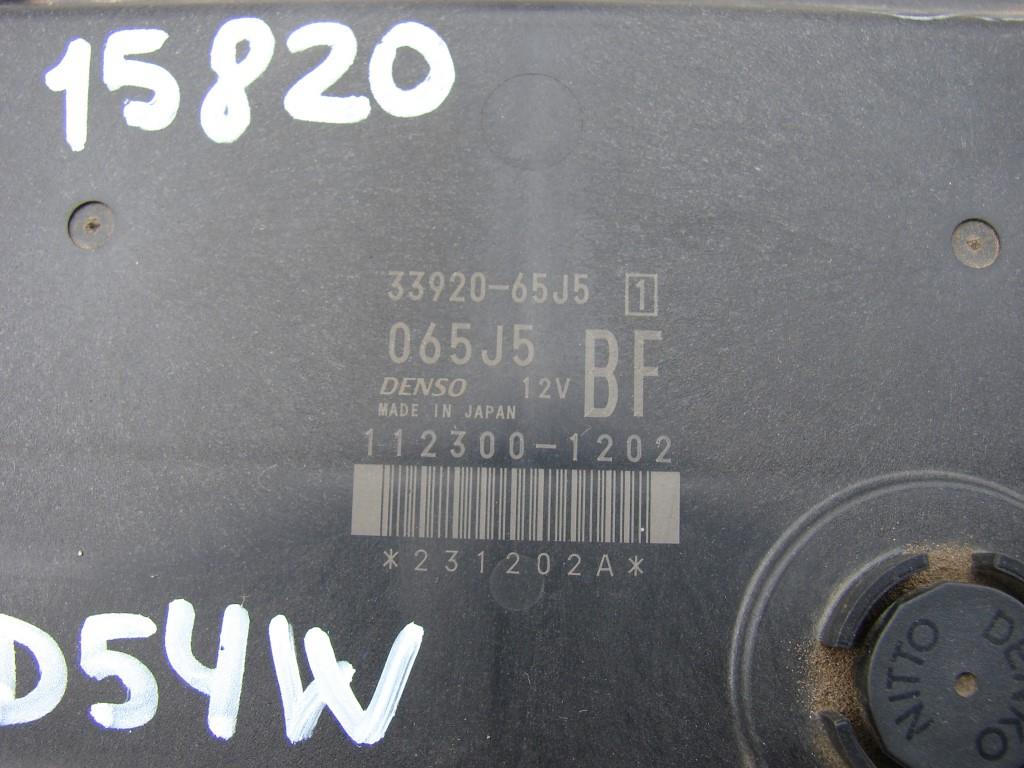 15820
33920-65J5 1
065J5 BF
DENSO 12V
MADE IN JAPAN
112300-1202
*231202A*
D54W
NITTO DENKO